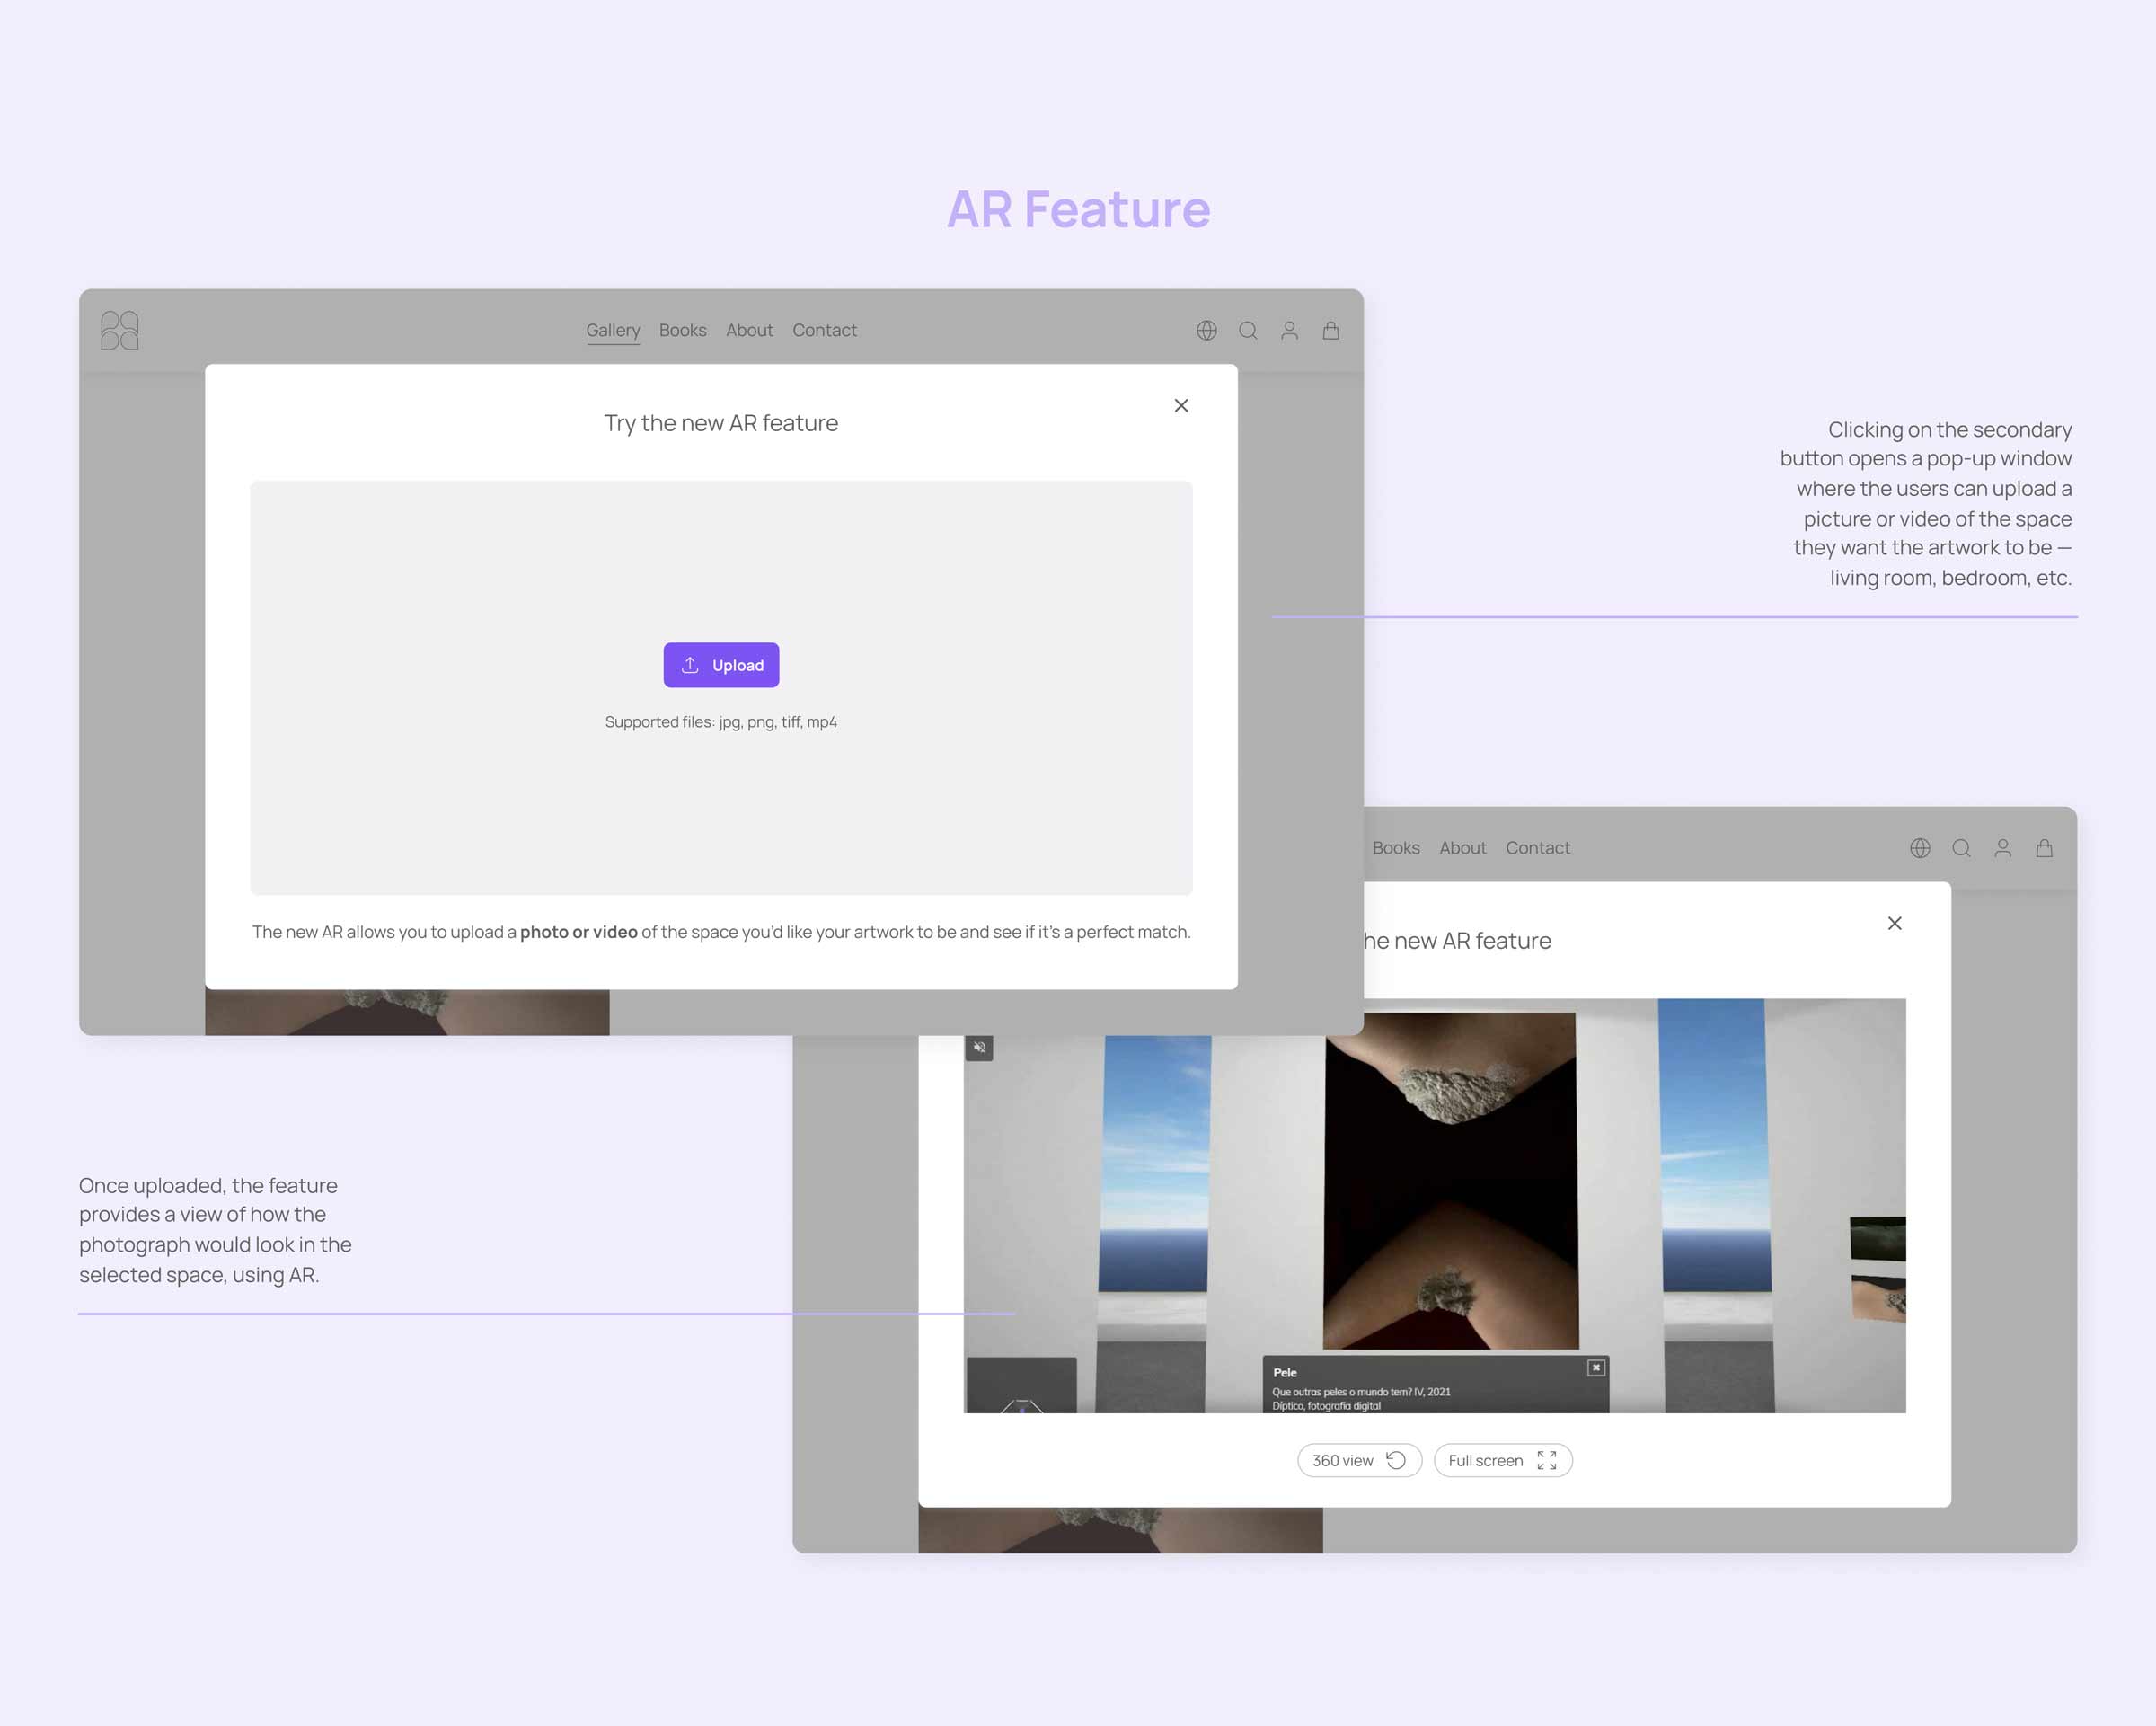 AR Feature
Gallery Books About Contact
Try the new AR feature
Upload
Supported files: jpg, png, tiff, mp4
The new AR allows you to upload a photo or video of the space you'd like your artwork to be and see if it's a perfect match.
Clicking on the secondary
button opens a pop-up window
where the users can upload a
picture or video of the space
they want the artwork to be —
living room, bedroom, etc.
Books About Contact
he new AR feature
Pele
Que outras peles o mundo tem? IV, 2021
Díptico, fotografia digital
360 view
Full screen
Once uploaded, the feature
provides a view of how the
photograph would look in the
selected space, using AR.